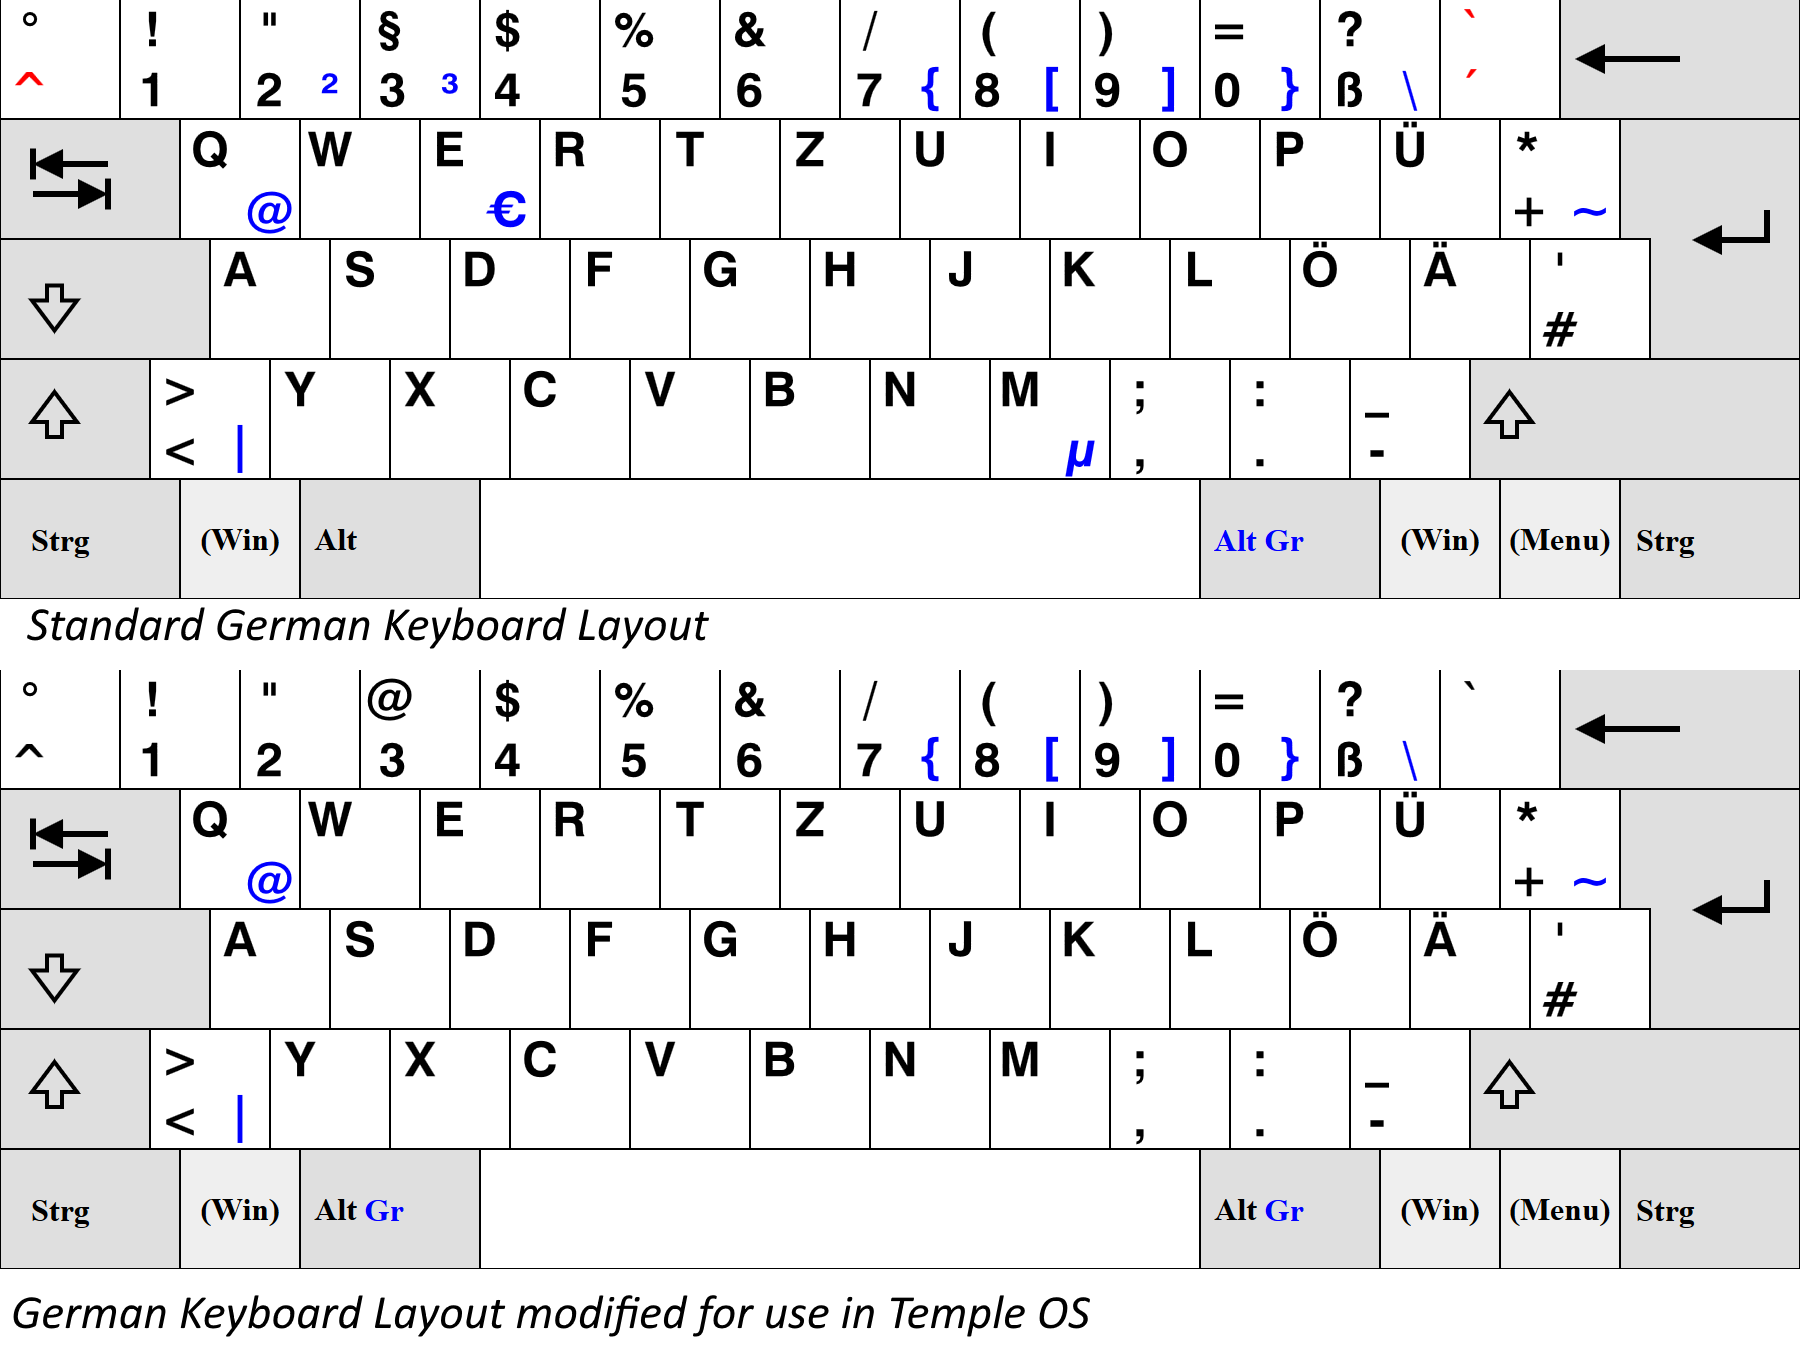 ° ! " § $ % & / ( ) = ? `
^ 1 2 ² 3 ³ 4 5 6 7 { 8 [ 9 ] 0 } ß \ ´
Q W E R T Z U I O P Ü *
@ € + ~
A S D F G H J K L Ö Ä '
#
> Y X C V B N M ; : _
< | µ , . -
Strg (Win) Alt Alt Gr (Win) (Menu) Strg
Standard German Keyboard Layout
° ! " @ $ % & / ( ) = ? `
^ 1 2 3 4 5 6 7 { 8 [ 9 ] 0 } ß \
Q W E R T Z U I O P Ü *
@ + ~
A S D F G H J K L Ö Ä '
#
> Y X C V B N M ; : _
< | , . -
Strg (Win) Alt Gr Alt Gr (Win) (Menu) Strg
German Keyboard Layout modified for use in Temple OS